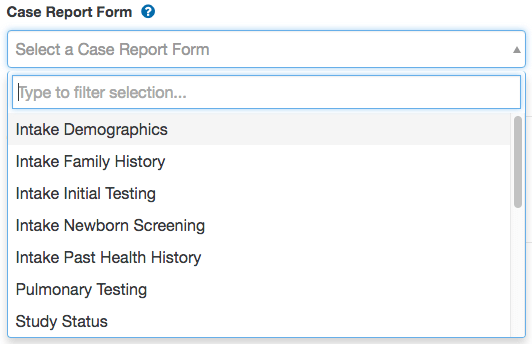 Case Report Form ?
Select a Case Report Form
Type to filter selection...
Intake Demographics
Intake Family History
Intake Initial Testing
Intake Newborn Screening
Intake Past Health History
Pulmonary Testing
Study Status